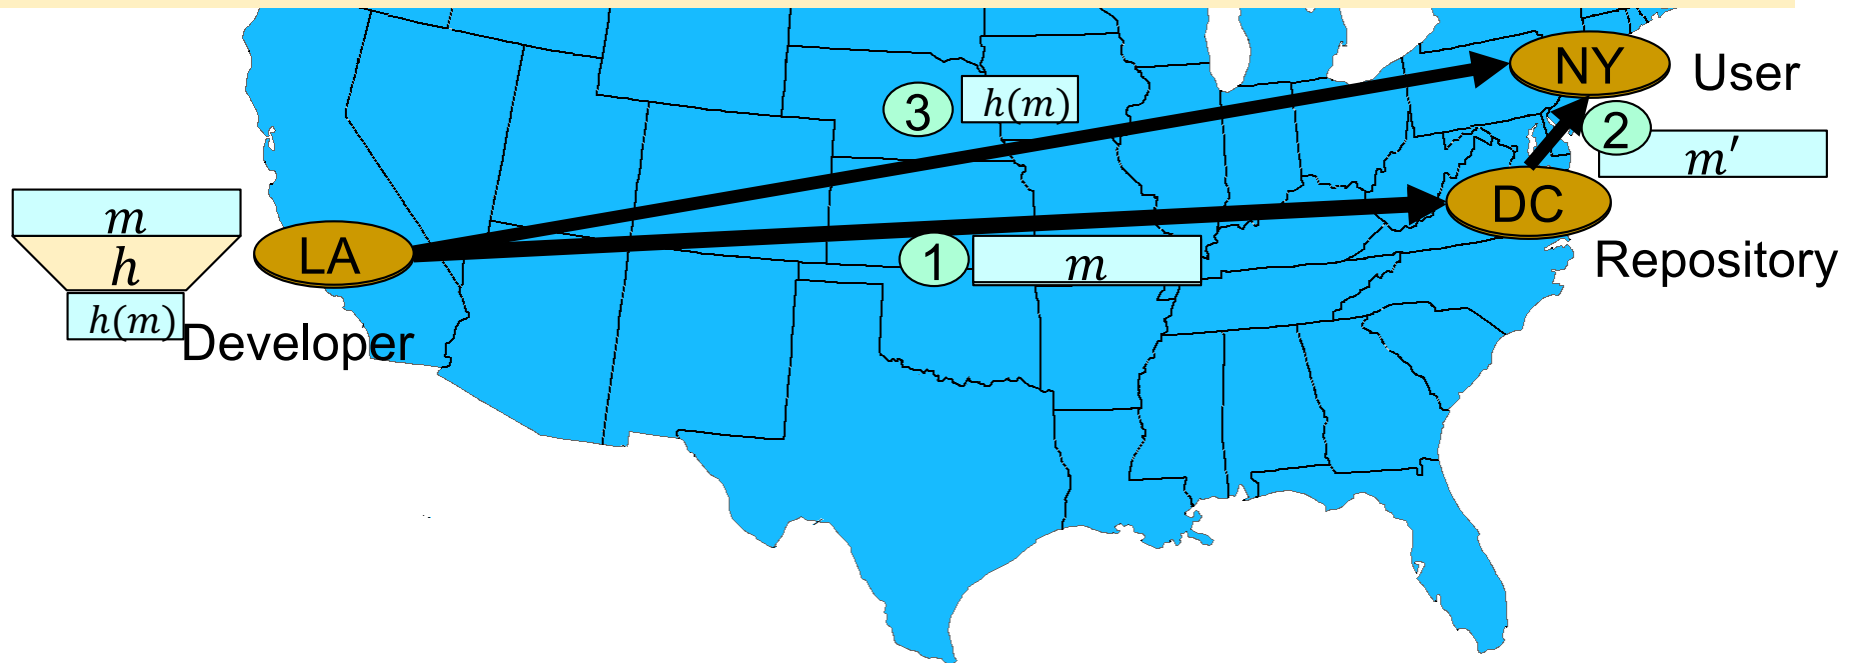 NY
User
3
h(m)
2
m′
DC
m
h
h(m)
LA
1
m
Repository
Developer